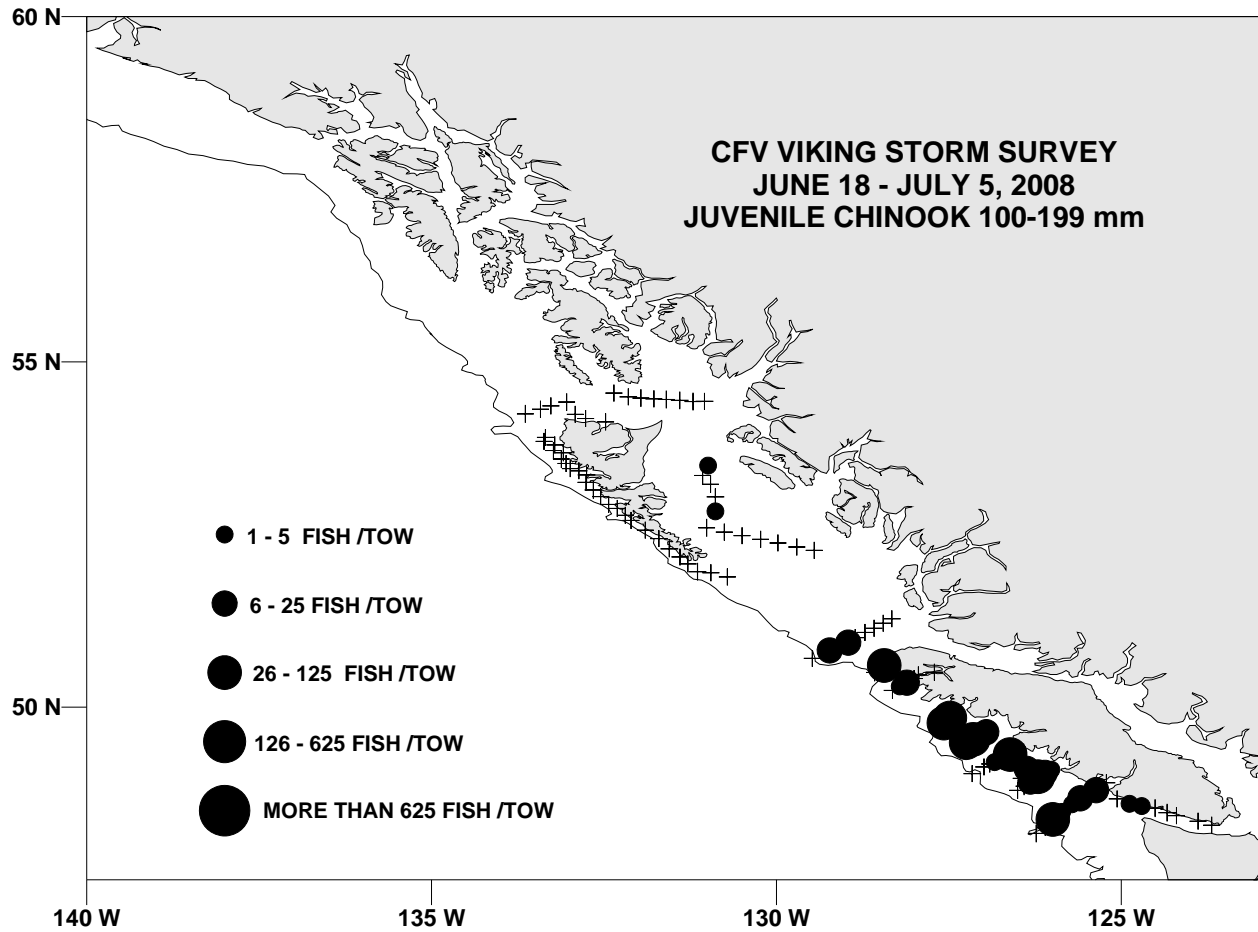 60 N
CFV VIKING STORM SURVEY
JUNE 18 - JULY 5, 2008
JUVENILE CHINOOK 100-199 mm
55 N
1 - 5 FISH /TOW
6 - 25 FISH /TOW
26 - 125 FISH /TOW
50 N
126 - 625 FISH /TOW
MORE THAN 625 FISH /TOW
140 W
135 W
130 W
125 W